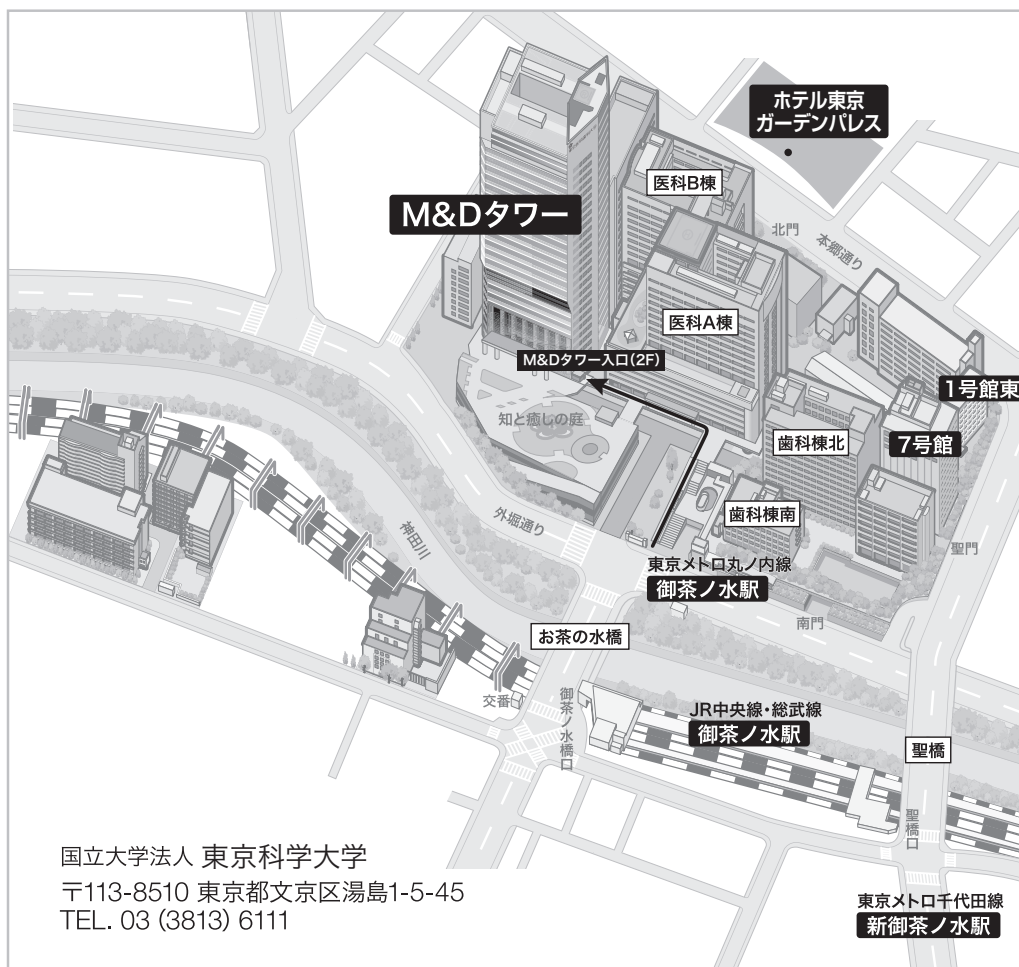 ホテル東京
ガーデンパレス
医科B棟
M&Dタワー
北門
本郷通り
医科A棟
M&Dタワー入口(2F)
1号館東
知と癒しの庭
歯科棟北
7号館
外堀通り
歯科棟南
神田川
聖門
東京メトロ丸ノ内線
御茶ノ水駅
南門
お茶の水橋
交番
御茶ノ水橋口
JR中央線・総武線
御茶ノ水駅
聖橋
聖橋口
国立大学法人 東京科学大学
〒113-8510 東京都文京区湯島1-5-45
TEL. 03 (3813) 6111
東京メトロ千代田線
新御茶ノ水駅